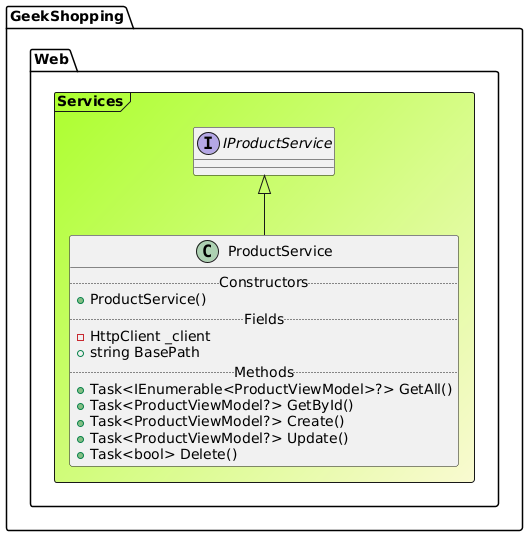 GeekShopping
Web
Services
I IProductService
C ProductService
Constructors
ProductService()
Fields
HttpClient _client
string BasePath
Methods
Task<IEnumerable<ProductViewModel>?> GetAll()
Task<ProductViewModel?> GetById()
Task<ProductViewModel?> Create()
Task<ProductViewModel?> Update()
Task<bool> Delete()